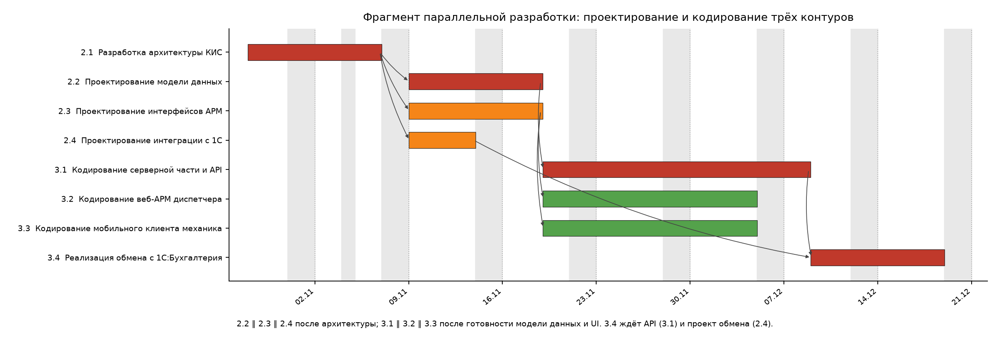 Фрагмент параллельной разработки: проектирование и кодирование трёх контуров
2.1 Разработка архитектуры КИС
2.2 Проектирование модели данных
2.3 Проектирование интерфейсов АРМ
2.4 Проектирование интеграции с 1С
3.1 Кодирование серверной части и API
3.2 Кодирование веб-АРМ диспетчера
3.3 Кодирование мобильного клиента механика
3.4 Реализация обмена с 1С:Бухгалтерия
02.11
09.11
16.11
23.11
30.11
07.12
14.12
21.12
2.2 ∥ 2.3 ∥ 2.4 после архитектуры; 3.1 ∥ 3.2 ∥ 3.3 после готовности модели данных и UI. 3.4 ждёт API (3.1) и проект обмена (2.4).